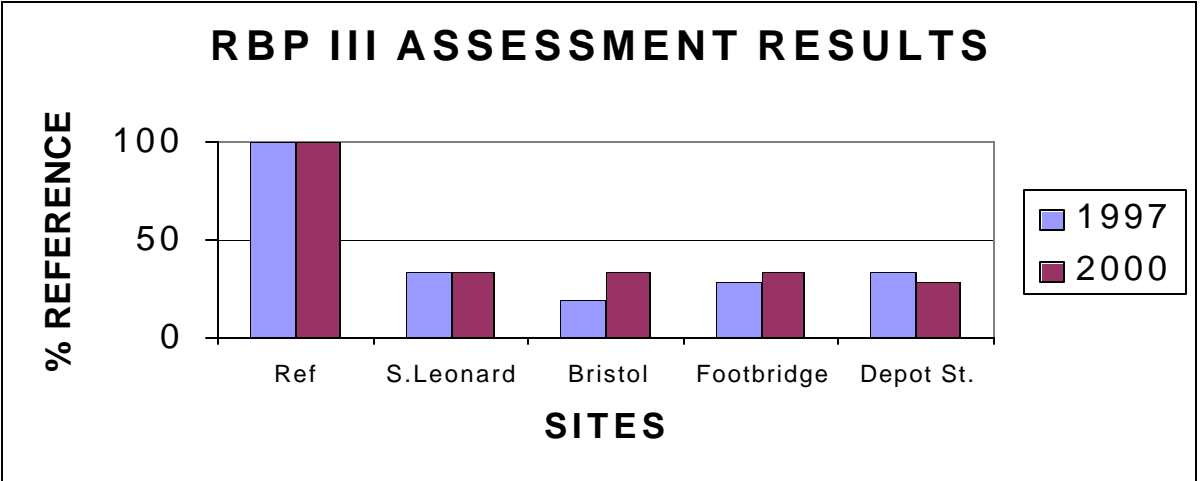 RBP III ASSESSMENT RESULTS
% REFERENCE
100
50
0
Ref S.Leonard Bristol Footbridge Depot St.
SITES
1997
2000